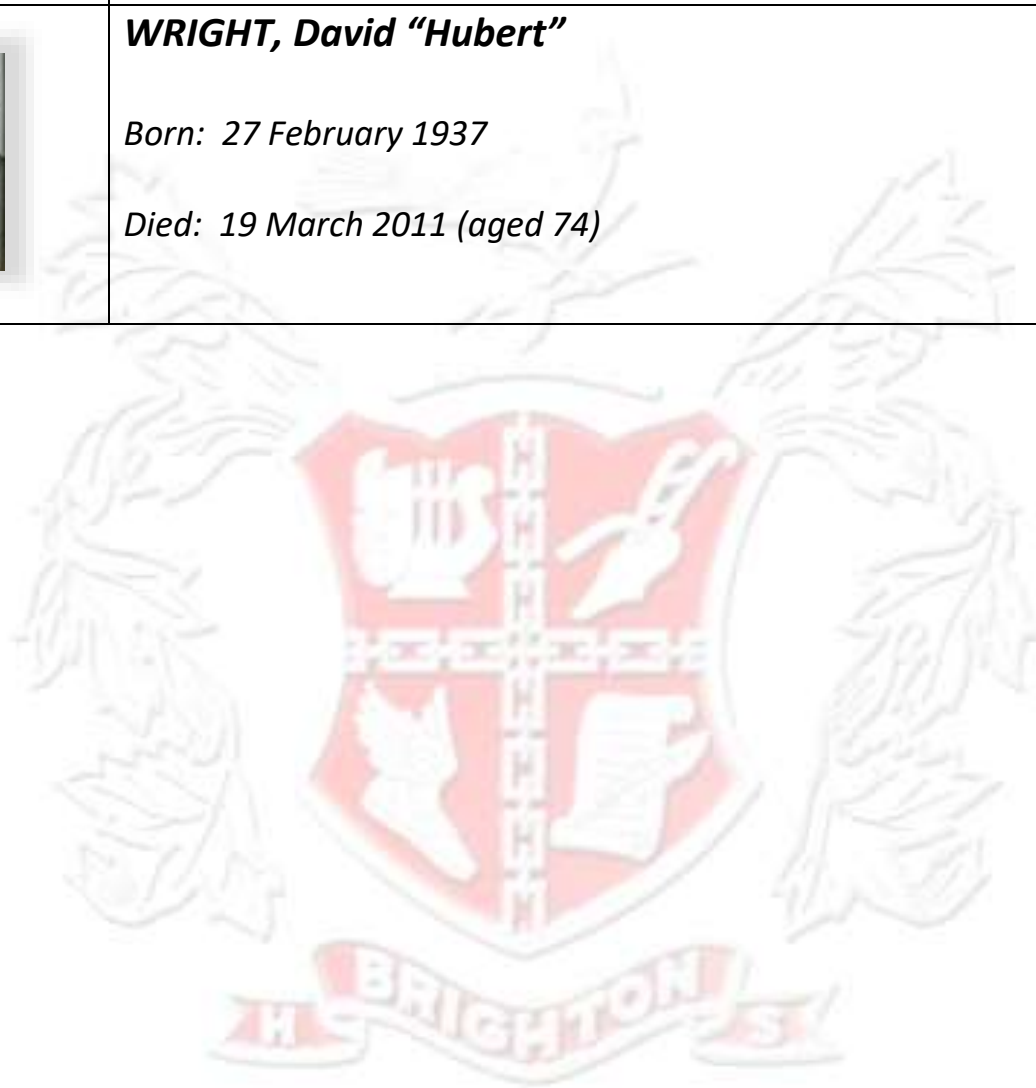 WRIGHT, David “Hubert”
Born: 27 February 1937
Died: 19 March 2011 (aged 74)
BRIGHTON
H S